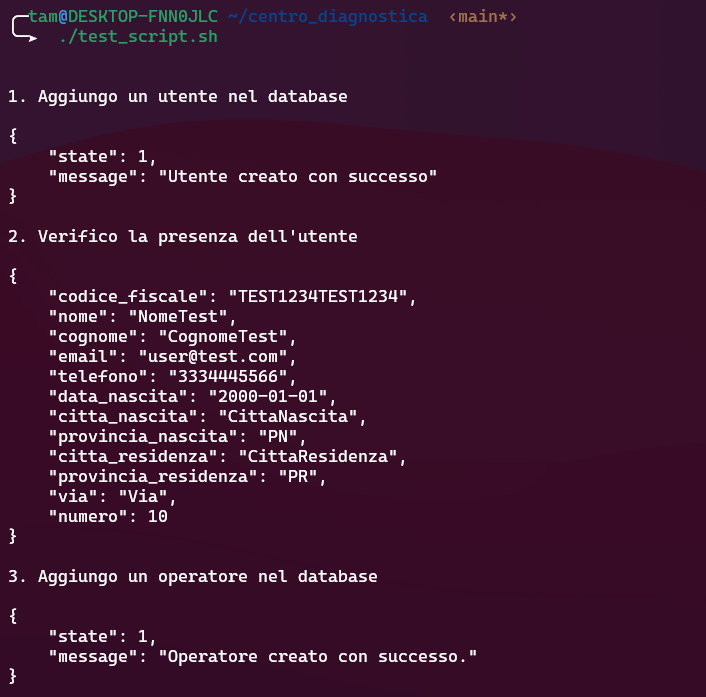 tam@DESKTOP-FNN0JLC ~/centro_diagnostica ‹main*›
./test_script.sh
1. Aggiungo un utente nel database
{
"state": 1,
"message": "Utente creato con successo"
}
2. Verifico la presenza dell'utente
{
"codice_fiscale": "TEST1234TEST1234",
"nome": "NomeTest",
"cognome": "CognomeTest",
"email": "user@test.com",
"telefono": "3334445566",
"data_nascita": "2000-01-01",
"citta_nascita": "CittaNascita",
"provincia_nascita": "PN",
"citta_residenza": "CittaResidenza",
"provincia_residenza": "PR",
"via": "Via",
"numero": 10
}
3. Aggiungo un operatore nel database
{
"state": 1,
"message": "Operatore creato con successo."
}